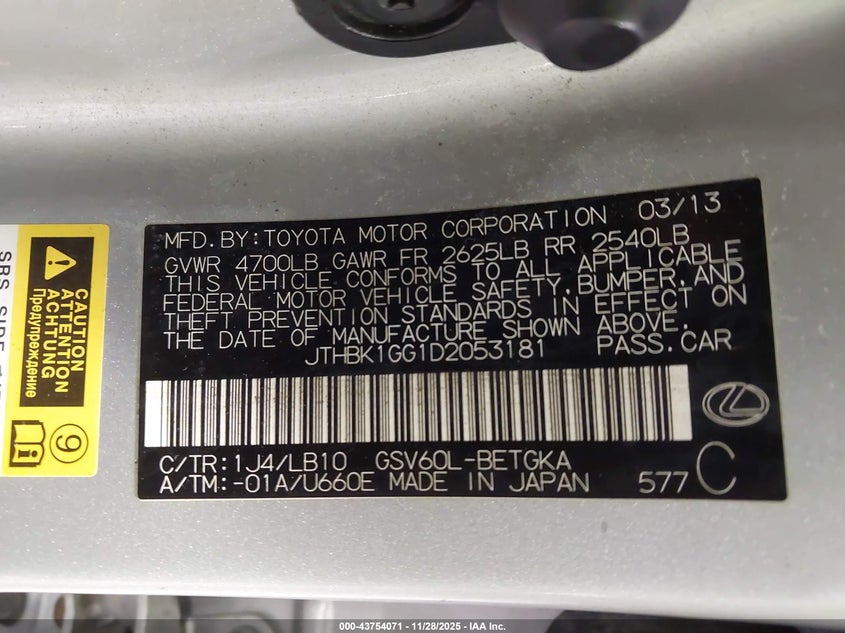 MFD. BY: TOYOTA MOTOR CORPORATION 03/13
GVWR 4700LB GAWR FR 2625LB RR 2540LB
THIS VEHICLE CONFORMS TO ALL APPLICABLE
FEDERAL MOTOR VEHICLE SAFETY, BUMPER, AND
THEFT PREVENTION STANDARDS IN EFFECT ON
THE DATE OF MANUFACTURE SHOWN ABOVE.
JTHBK1GG1D2053181 PASS.CAR
C/TR: 1J4/LB10 GSV60L-BETGKA
A/TM: -01A/U660E MADE IN JAPAN 577 C
CAUTION
ATTENTION
ACHTUNG
Предупреждение
9
SRS SIDE
000-43754071 - 11/28/2025 - IAA Inc.